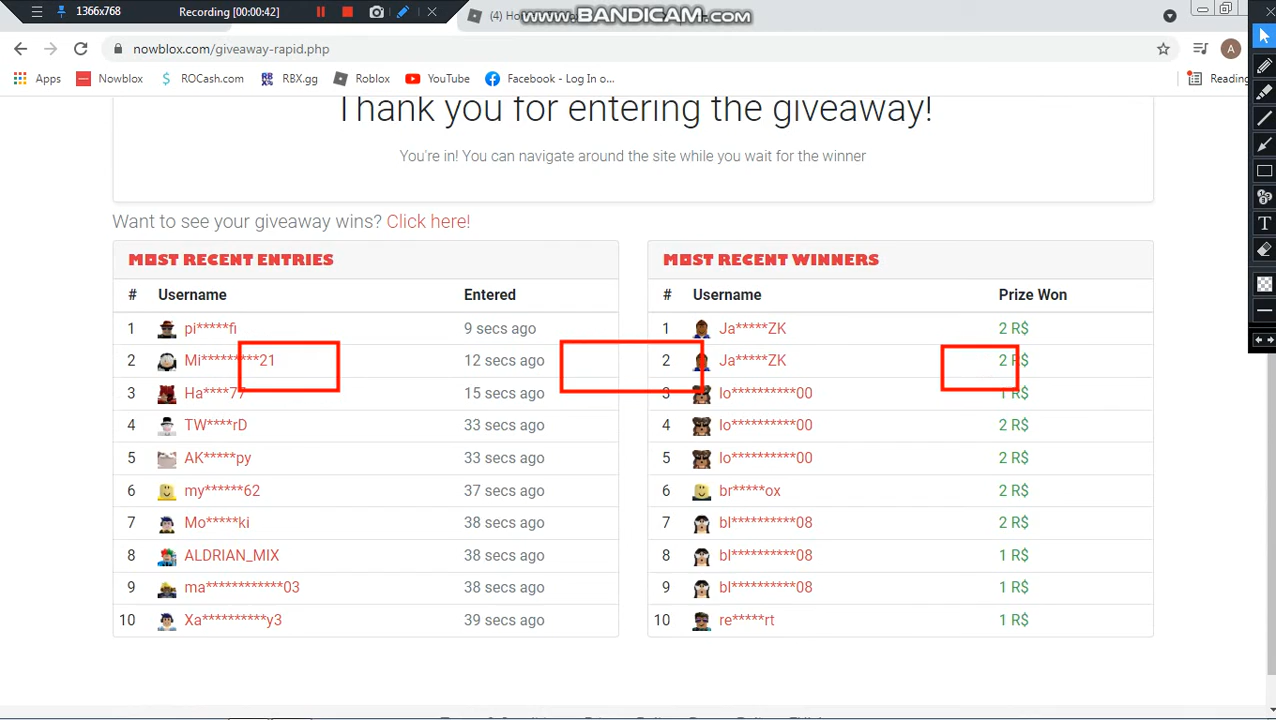 1366x768 Recording [00:00:42] (4) Ho www.BANDICAM.com
nowblox.com/giveaway-rapid.php A
Apps Nowblox ROCash.com RBX.gg Roblox YouTube Facebook - Log In o... Reading
Thank you for entering the giveaway!
You're in! You can navigate around the site while you wait for the winner
Want to see your giveaway wins? Click here!
MOST RECENT ENTRIES
# Username Entered
1 pi*****fi 9 secs ago
2 Mi*********21 12 secs ago
3 Ha****77 15 secs ago
4 TW****rD 33 secs ago
5 AK*****py 33 secs ago
6 my******62 37 secs ago
7 Mo*****ki 38 secs ago
8 ALDRIAN_MIX 38 secs ago
9 ma************03 38 secs ago
10 Xa**********y3 39 secs ago
MOST RECENT WINNERS
# Username Prize Won
1 Ja*****ZK 2 R$
2 Ja*****ZK 2 R$
3 lo**********00 1 R$
4 lo**********00 2 R$
5 lo**********00 2 R$
6 br*****ox 2 R$
7 bl**********08 2 R$
8 bl**********08 1 R$
9 bl**********08 1 R$
10 re*****rt 1 R$